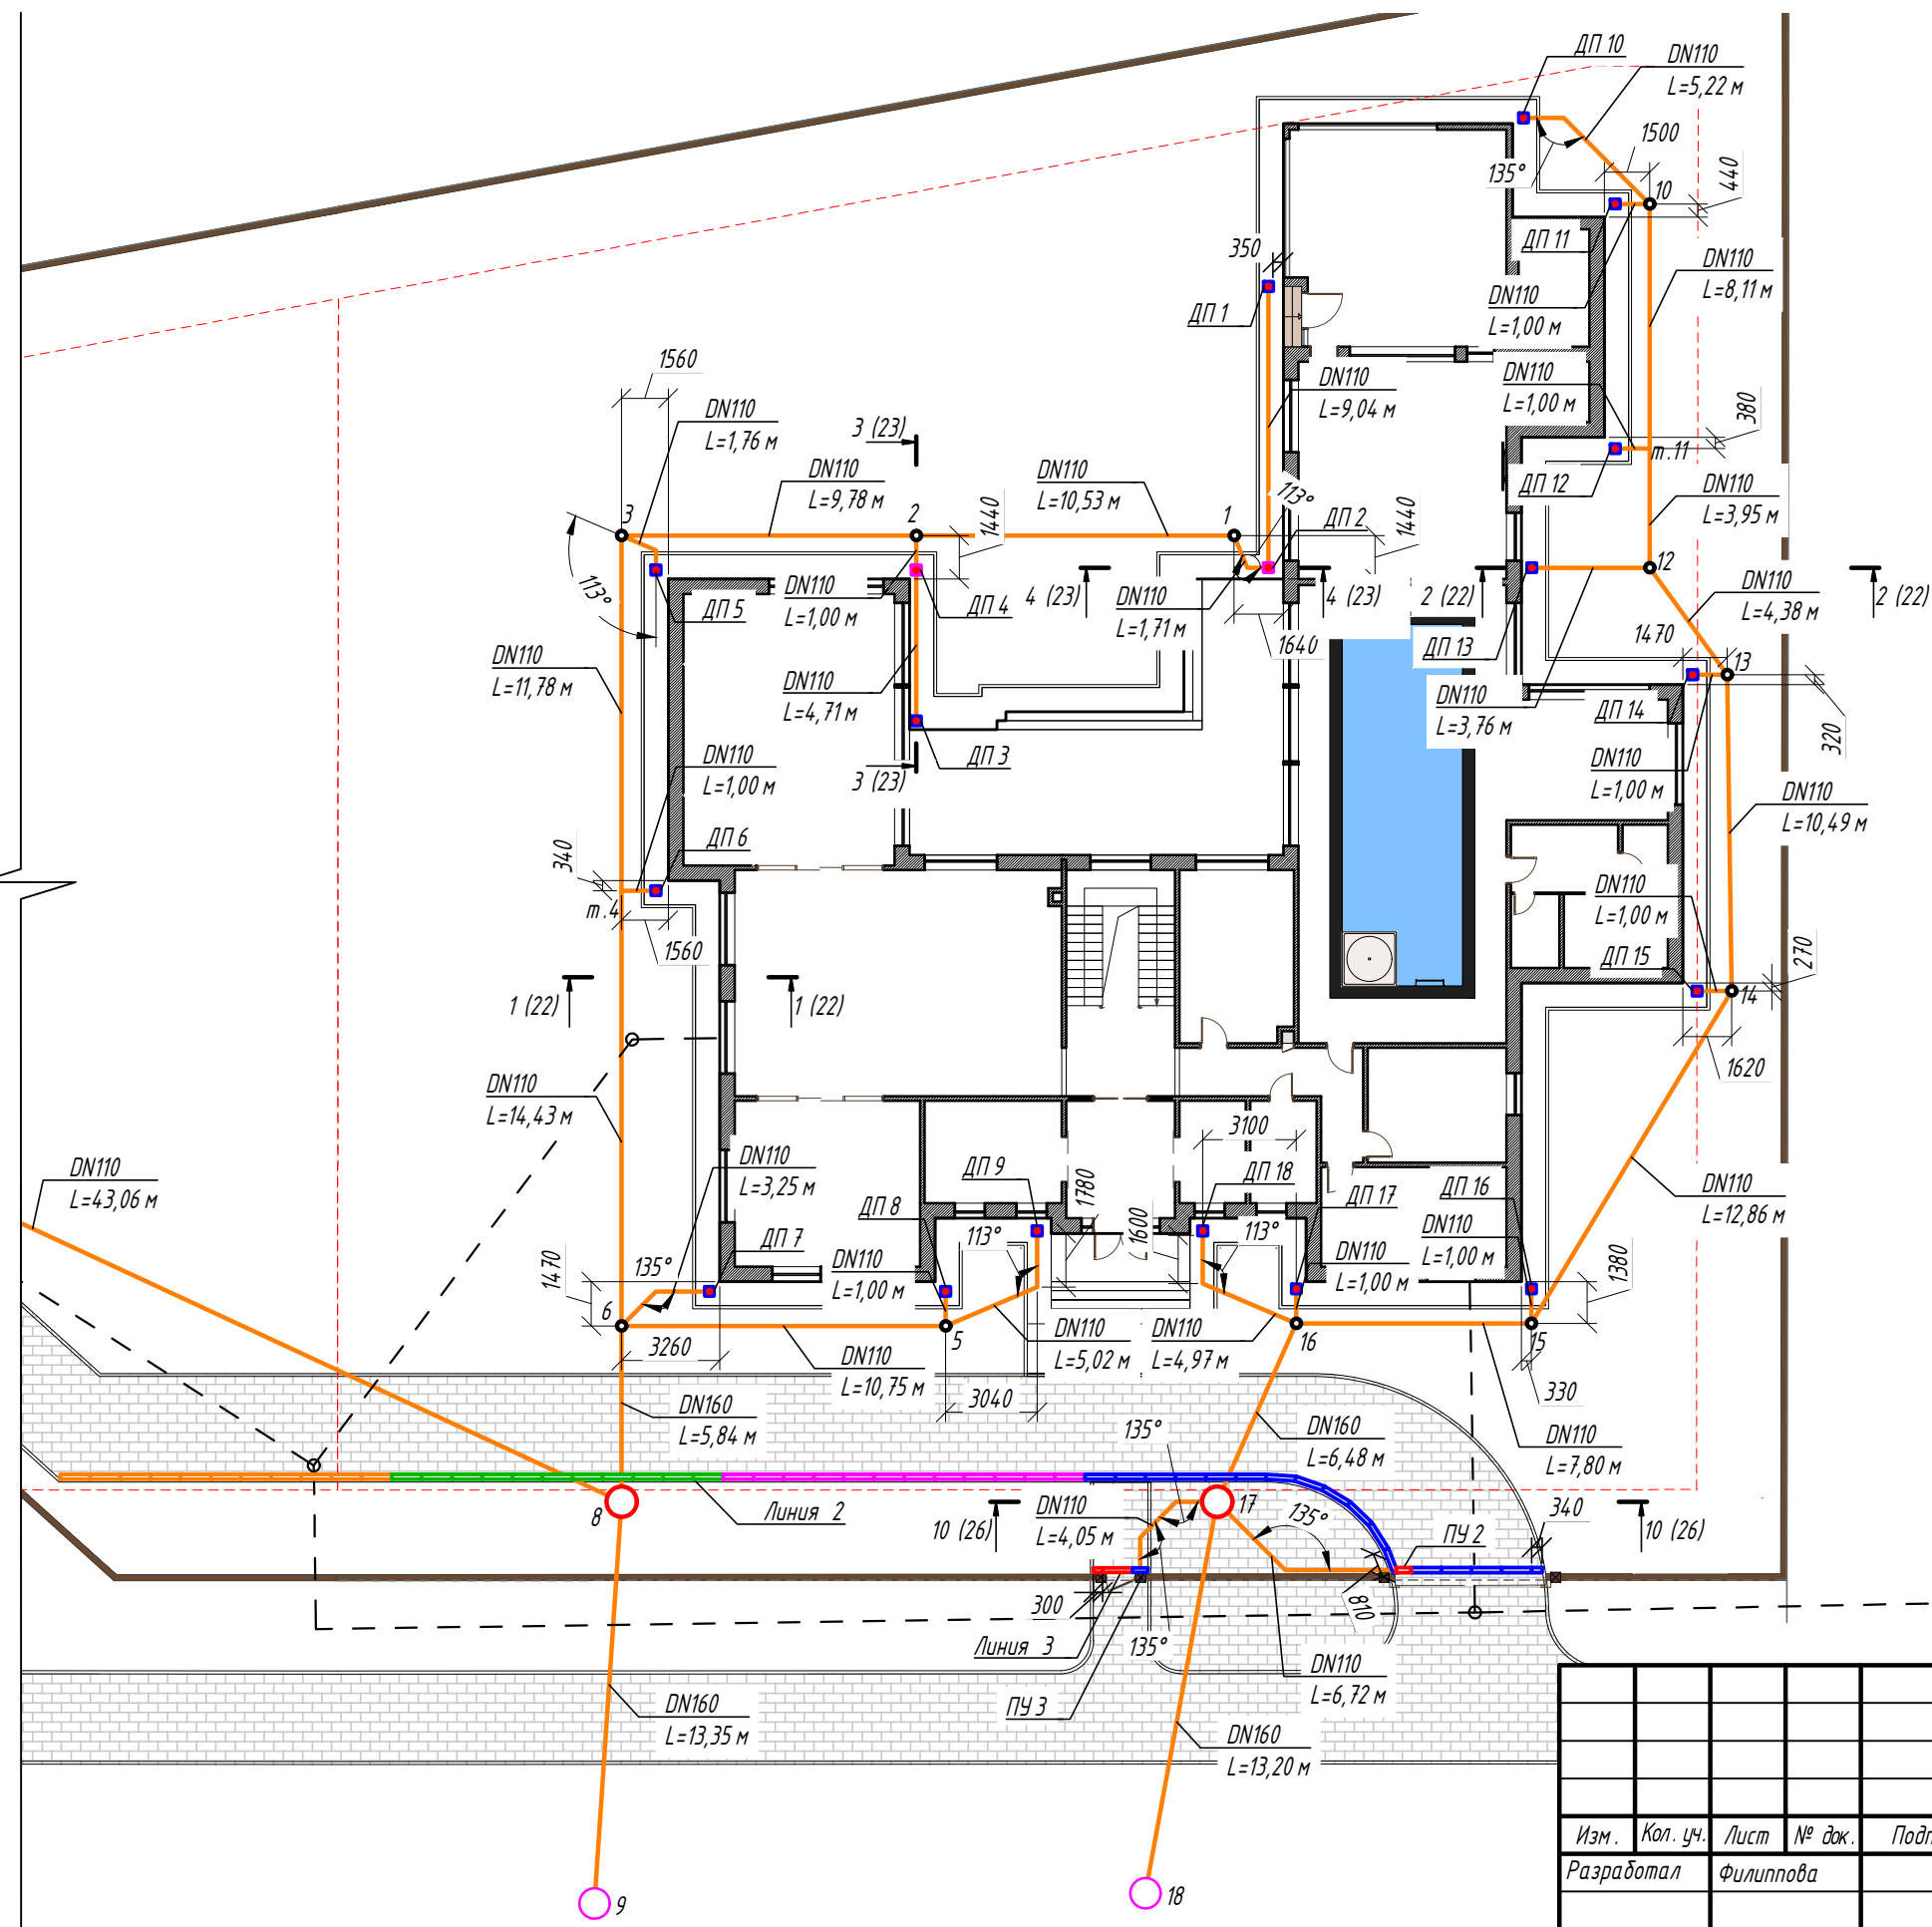 ДП 10
DN110
L=5,22 м
1500
440
135°
10
ДП 11
350
DN110
L=8,11 м
DN110
L=1,00 м
ДП 1
1560
DN110
L=9,04 м
DN110
L=1,00 м
380
DN110
L=1,76 м
3 (23)
т.11
DN110
L=9,78 м
DN110
L=10,53 м
113°
ДП 12
DN110
L=3,95 м
3
2
1440
1
ДП 2
1440
12
113°
ДП 5
DN110
L=1,00 м
ДП 4
4 (23)
DN110
L=1,71 м
4 (23)
2 (22)
2 (22)
DN110
L=4,38 м
1640
ДП 13
1470
13
DN110
L=11,78 м
DN110
L=4,71 м
DN110
L=3,76 м
ДП 14
320
ДП 3
DN110
L=1,00 м
3 (23)
DN110
L=1,00 м
DN110
L=10,49 м
340
ДП 6
т.4
DN110
L=1,00 м
1560
ДП 15
270
1 (22)
1 (22)
14
1620
DN110
L=14,43 м
3100
DN110
L=43,06 м
DN110
L=3,25 м
ДП 9
1780
ДП 18
ДП 17
ДП 16
ДП 8
DN110
L=12,86 м
1600
113°
113°
ДП 7
DN110
L=1,00 м
DN110
L=1,00 м
DN110
L=1,00 м
1470
135°
1380
6
5
16
15
3260
DN110
L=10,75 м
DN110
L=5,02 м
DN110
L=4,97 м
3040
330
DN160
L=5,84 м
135°
DN160
L=6,48 м
DN110
L=7,80 м
8
Линия 2
10 (26)
DN110
L=4,05 м
17
135°
ПУ 2
340
10 (26)
300
810
Линия 3
135°
DN110
L=6,72 м
DN160
L=13,35 м
ПУ 3
DN160
L=13,20 м
9
18
Изм.
Кол. уч.
Лист
№ док.
Подп
Разработал
Филиппова